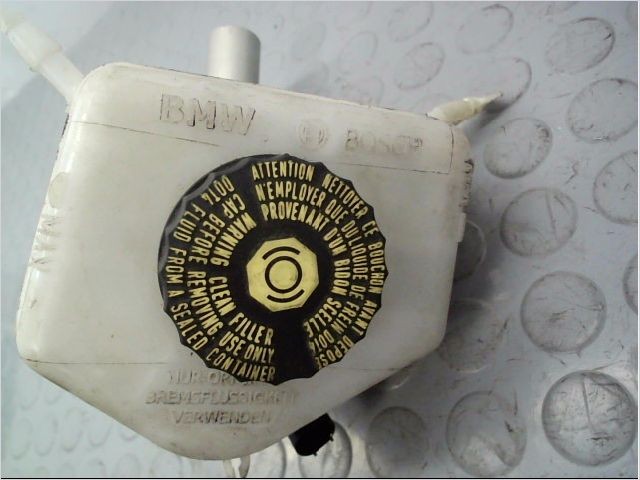 BMW
BOSCH
ATTENTION NETTOYER CE BOUCHON AVANT DEPOSE
N'EMPLOYER QUE DU LIQUIDE DE FREIN DOT4
PROVENANT D'UN BIDON SCELLE
WARNING CLEAN FILLER
CAP BEFORE REMOVING USE ONLY
DOT4 FLUID FROM A SEALED CONTAINER
BREMSFLÜSSIGKEIT
VERWENDEN